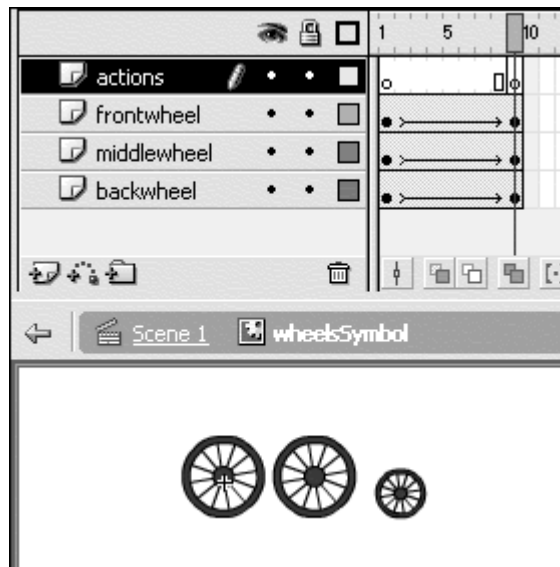 1 5 10
actions
frontwheel
middlewheel
backwheel
Scene 1 wheelsSymbol